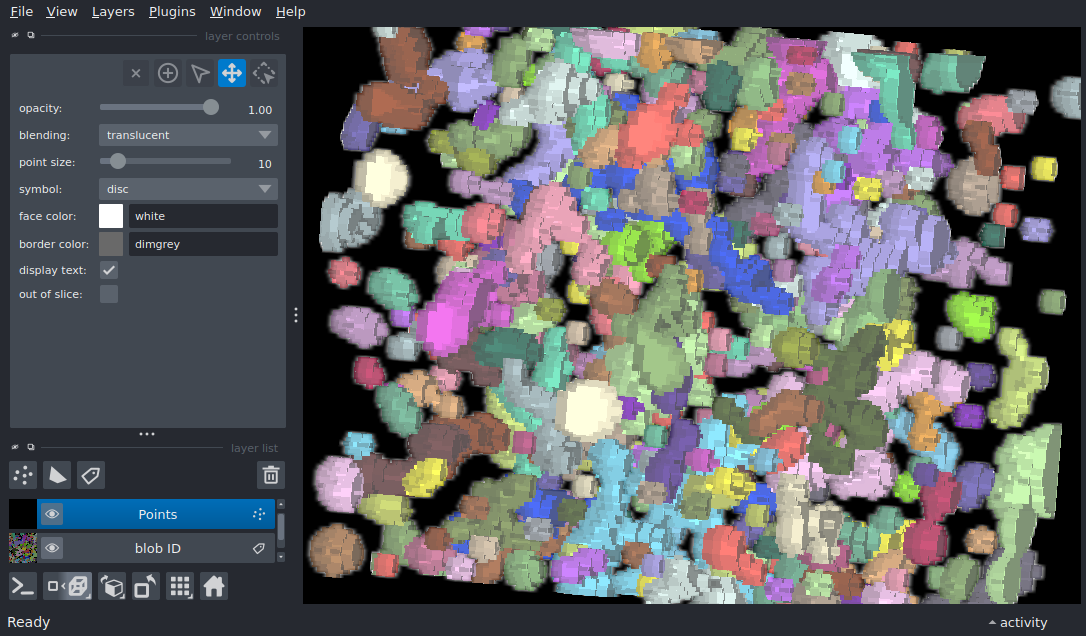 File View Layers Plugins Window Help
layer controls
opacity: 1.00
blending: translucent
point size: 10
symbol: disc
face color: white
border color: dimgrey
display text:
out of slice:
layer list
Points
blob ID
Ready activity